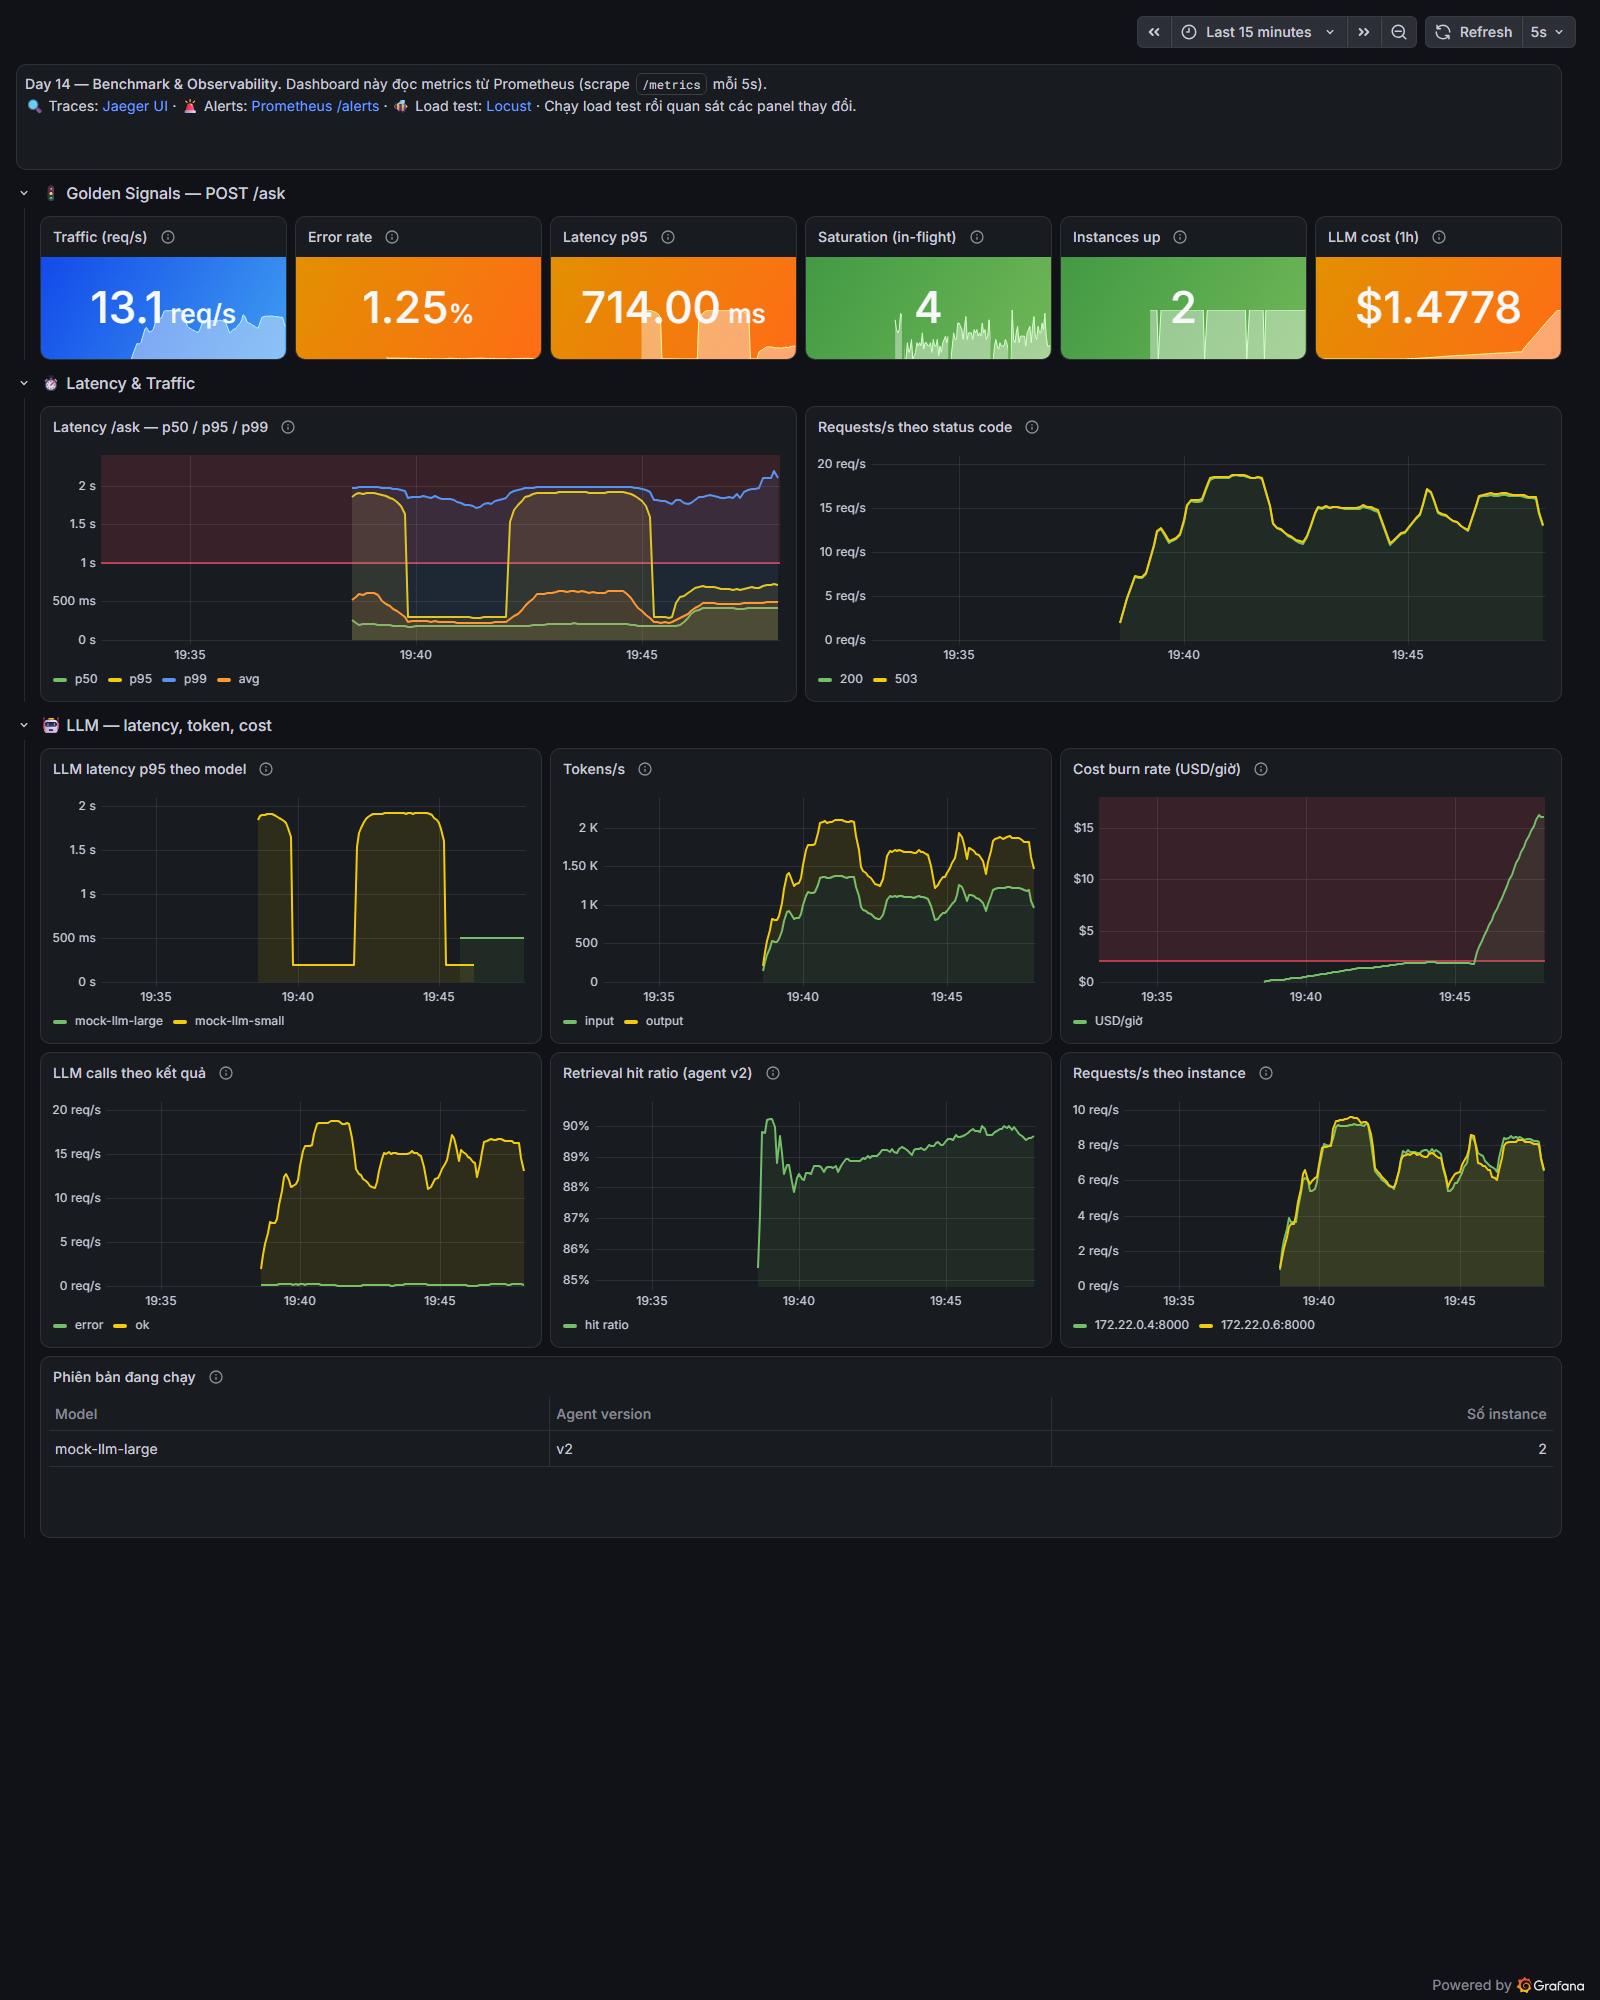 Last 15 minutes
Refresh
5s
Day 14 — Benchmark & Observability. Dashboard này đọc metrics từ Prometheus (scrape /metrics mỗi 5s).
Traces: Jaeger UI · Alerts: Prometheus /alerts · Load test: Locust · Chạy load test rồi quan sát các panel thay đổi.
Golden Signals — POST /ask
Traffic (req/s)
13.1 req/s
Error rate
1.25%
Latency p95
714.00 ms
Saturation (in-flight)
4
Instances up
2
LLM cost (1h)
$1.4778
Latency & Traffic
Latency /ask — p50 / p95 / p99
2 s
1.5 s
1 s
500 ms
0 s
19:35 19:40 19:45
p50 p95 p99 avg
Requests/s theo status code
20 req/s
15 req/s
10 req/s
5 req/s
0 req/s
19:35 19:40 19:45
200 503
LLM — latency, token, cost
LLM latency p95 theo model
2 s
1.5 s
1 s
500 ms
0 s
19:35 19:40 19:45
mock-llm-large mock-llm-small
Tokens/s
2 K
1.50 K
1 K
500
0
19:35 19:40 19:45
input output
Cost burn rate (USD/giờ)
$15
$10
$5
$0
19:35 19:40 19:45
USD/giờ
LLM calls theo kết quả
20 req/s
15 req/s
10 req/s
5 req/s
0 req/s
19:35 19:40 19:45
error ok
Retrieval hit ratio (agent v2)
90%
89%
88%
87%
86%
85%
19:35 19:40 19:45
hit ratio
Requests/s theo instance
10 req/s
8 req/s
6 req/s
4 req/s
2 req/s
0 req/s
19:35 19:40 19:45
172.22.0.4:8000 172.22.0.6:8000
Phiên bản đang chạy
Model Agent version Số instance
mock-llm-large v2 2
Powered by Grafana